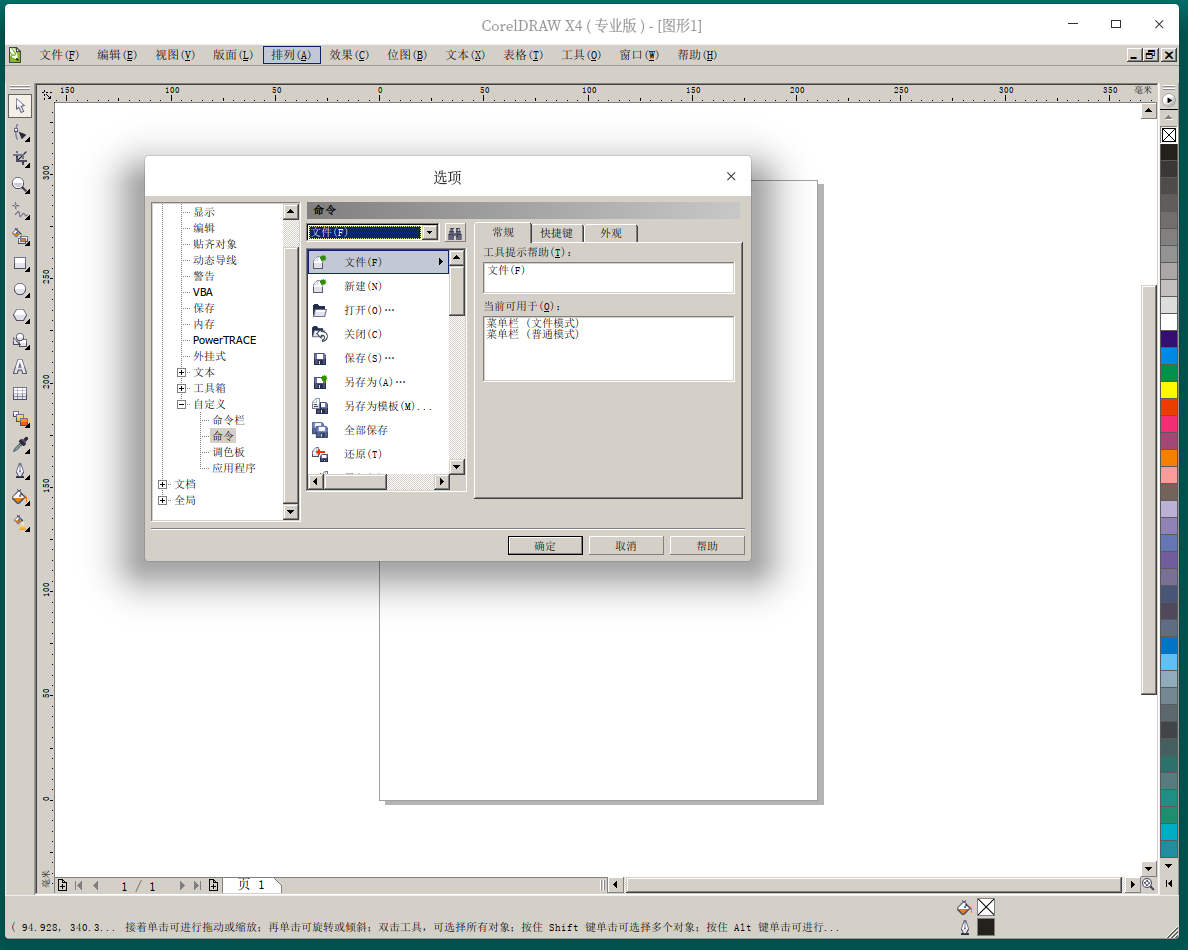 CorelDRAW X4 ( 专业版 ) - [图形1]
文件(F) 编辑(E) 视图(V) 版面(L) 排列(A) 效果(C) 位图(B) 文本(X) 表格(T) 工具(O) 窗口(W) 帮助(H)
150 100 50 0 50 100 150 200 250 300 350 毫米
300
250
200
150
100
50
0
毫米
选项
显示
编辑
贴齐对象
动态导线
警告
VBA
保存
内存
PowerTRACE
外挂式
文本
工具箱
自定义
命令栏
命令
调色板
应用程序
文档
全局
命令
文件(F)
文件(F)
新建(N)
打开(O)...
关闭(C)
保存(S)...
另存为(A)...
另存为模板(M)...
全部保存
还原(T)
常规 快捷键 外观
工具提示帮助(T):
文件(F)
当前可用于(O):
菜单栏 (文件模式)
菜单栏 (普通模式)
确定 取消 帮助
1 / 1 页 1
( 94.928, 340.3... 接着单击可进行拖动或缩放; 再单击可旋转或倾斜; 双击工具, 可选择所有对象; 按住 Shift 键单击可选择多个对象; 按住 Alt 键单击可进行...